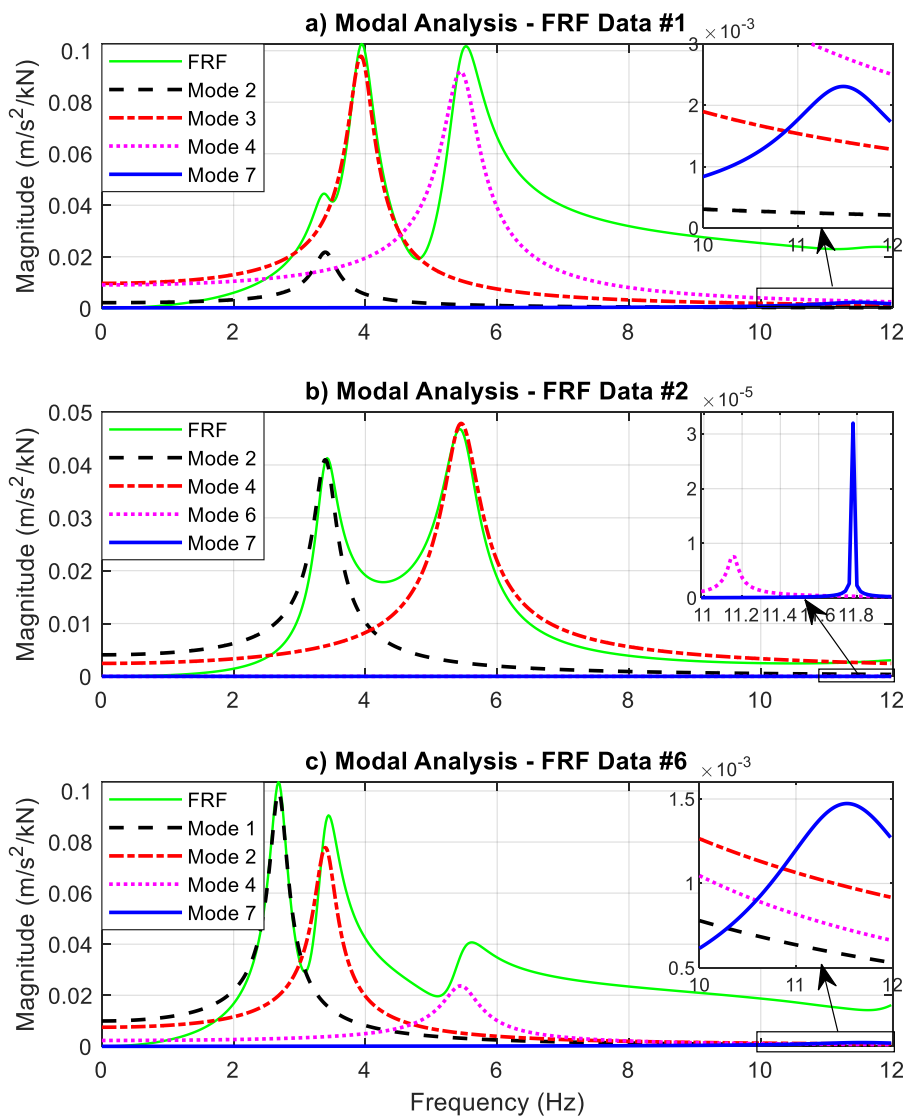 a) Modal Analysis - FRF Data #1
Magnitude (m/s²/kN)
0.1
0.08
0.06
0.04
0.02
0
FRF
Mode 2
Mode 3
Mode 4
Mode 7
×10⁻³
3
2
1
0
10 11 12
0 2 4 6 8 10 12
b) Modal Analysis - FRF Data #2
Magnitude (m/s²/kN)
0.05
0.04
0.03
0.02
0.01
0
FRF
Mode 2
Mode 4
Mode 6
Mode 7
×10⁻⁵
4
3
2
1
0
11 11.2 11.4 11.6 11.8
0 2 4 6 8 10 12
c) Modal Analysis - FRF Data #6
Magnitude (m/s²/kN)
0.1
0.08
0.06
0.04
0.02
0
FRF
Mode 1
Mode 2
Mode 4
Mode 7
×10⁻³
1.5
1
0.5
10 11 12
0 2 4 6 8 10 12
Frequency (Hz)